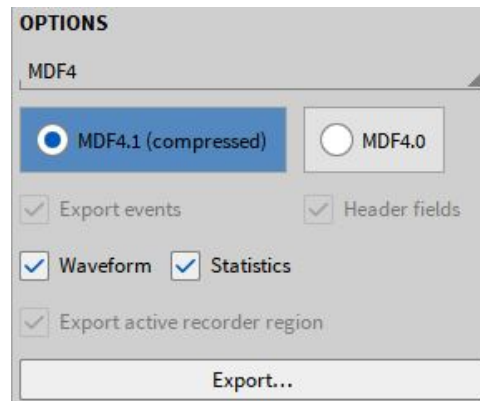 OPTIONS
MDF4
MDF4.1 (compressed) MDF4.0
Export events Header fields
Waveform Statistics
Export active recorder region
Export...